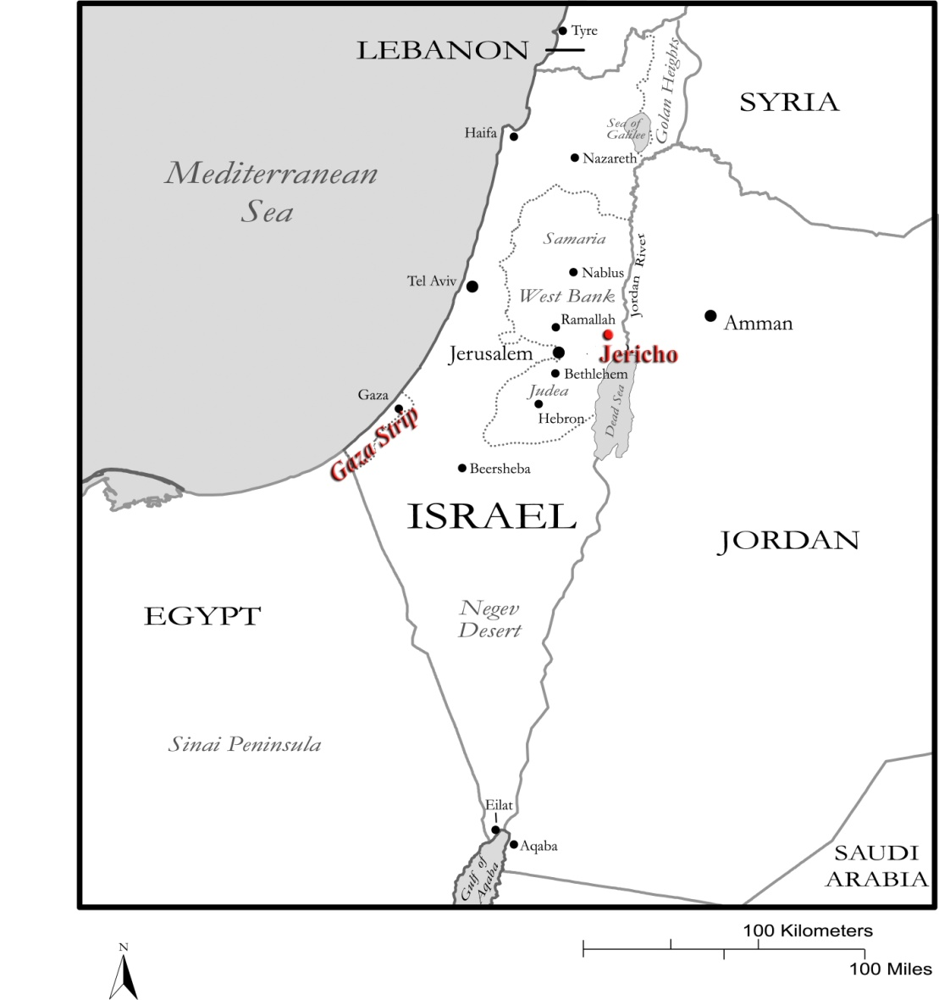 Tyre
LEBANON
Golan Heights
SYRIA
Sea of
Galilee
Haifa
Nazareth
Mediterranean
Sea
Samaria
Jordan River
Nablus
Tel Aviv
West Bank
Ramallah
Amman
Jericho
Jerusalem
Bethlehem
Judea
Gaza
Dead Sea
Hebron
Gaza Strip
Beersheba
ISRAEL
JORDAN
Negev
Desert
EGYPT
Sinai Peninsula
Eilat
Aqaba
Gulf of
Aqaba
SAUDI
ARABIA
100 Kilometers
N
100 Miles